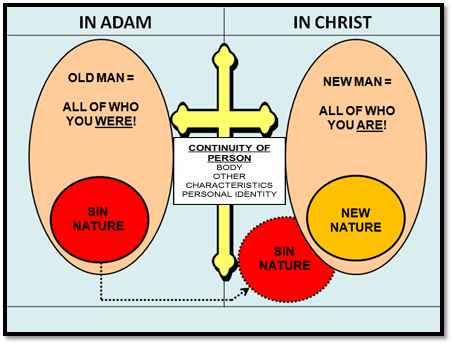 IN ADAM
IN CHRIST
OLD MAN =
ALL OF WHO
YOU WERE!
SIN
NATURE
CONTINUITY OF
PERSON
BODY
OTHER
CHARACTERISTICS
PERSONAL IDENTITY
NEW MAN =
ALL OF WHO
YOU ARE!
NEW
NATURE
SIN
NATURE